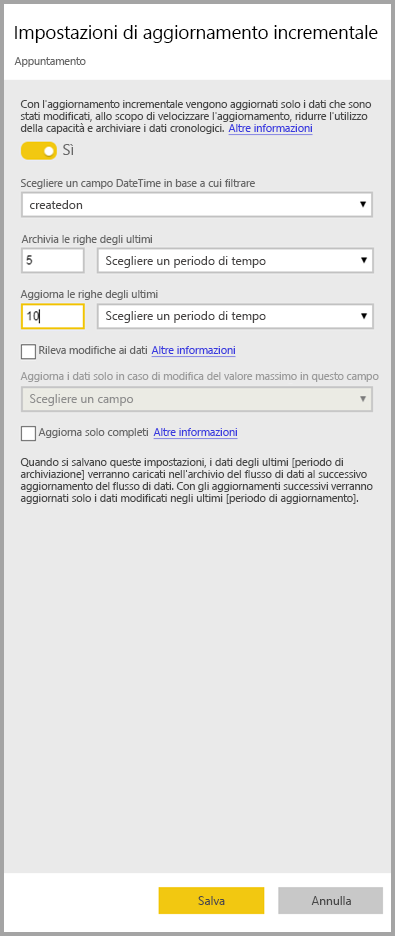 Impostazioni di aggiornamento incrementale
Appuntamento
Con l'aggiornamento incrementale vengono aggiornati solo i dati che sono
stati modificati, allo scopo di velocizzare l'aggiornamento, ridurre l'utilizzo
della capacità e archiviare i dati cronologici. Altre informazioni
Sì
Scegliere un campo DateTime in base a cui filtrare
createdon
Archivia le righe degli ultimi
5 Scegliere un periodo di tempo
Aggiorna le righe degli ultimi
10 Scegliere un periodo di tempo
Rileva modifiche ai dati Altre informazioni
Aggiorna i dati solo in caso di modifica del valore massimo in questo campo
Scegliere un campo
Aggiorna solo completi Altre informazioni
Quando si salvano queste impostazioni, i dati degli ultimi [periodo di
archiviazione] verranno caricati nell'archivio del flusso di dati al successivo
aggiornamento del flusso di dati. Con gli aggiornamenti successivi verranno
aggiornati solo i dati modificati negli ultimi [periodo di aggiornamento].
Salva Annulla